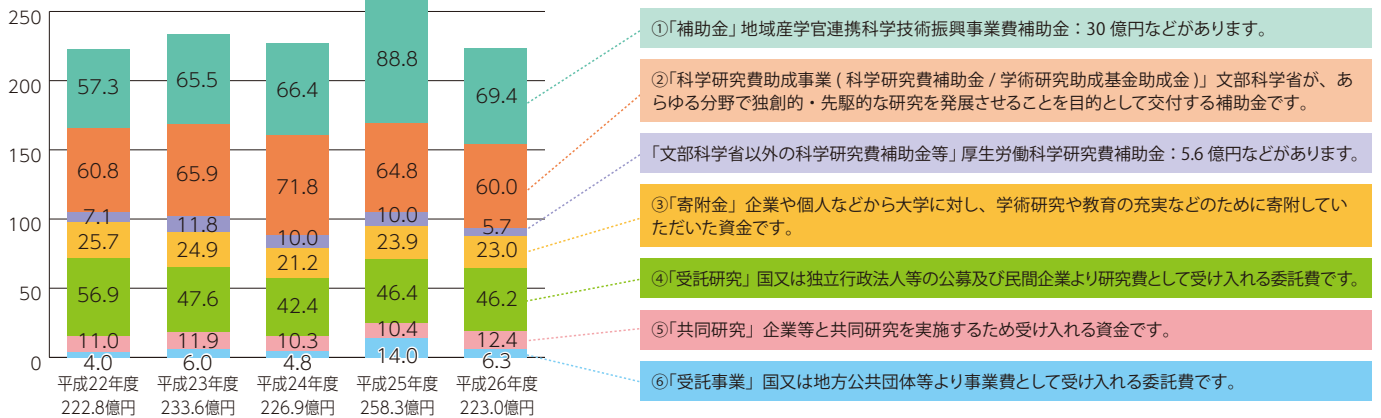 250
200
150
100
50
0
57.3
60.8
7.1
25.7
56.9
11.0
4.0
平成22年度
222.8億円
65.5
65.9
11.8
24.9
47.6
11.9
6.0
平成23年度
233.6億円
66.4
71.8
10.0
21.2
42.4
10.3
4.8
平成24年度
226.9億円
88.8
64.8
10.0
23.9
46.4
10.4
14.0
平成25年度
258.3億円
69.4
60.0
5.7
23.0
46.2
12.4
6.3
平成26年度
223.0億円
①「補助金」地域産学官連携科学技術振興事業費補助金：30 億円などがあります。
②「科学研究費助成事業 ( 科学研究費補助金 / 学術研究助成基金助成金 )」文部科学省が、あ
らゆる分野で独創的・先駆的な研究を発展させることを目的として交付する補助金です。
「文部科学省以外の科学研究費補助金等」厚生労働科学研究費補助金：5.6 億円などがあります。
③「寄附金」企業や個人などから大学に対し、学術研究や教育の充実などのために寄附してい
ただいた資金です。
④「受託研究」国又は独立行政法人等の公募及び民間企業より研究費として受け入れる委託費です。
⑤「共同研究」企業等と共同研究を実施するため受け入れる資金です。
⑥「受託事業」国又は地方公共団体等より事業費として受け入れる委託費です。